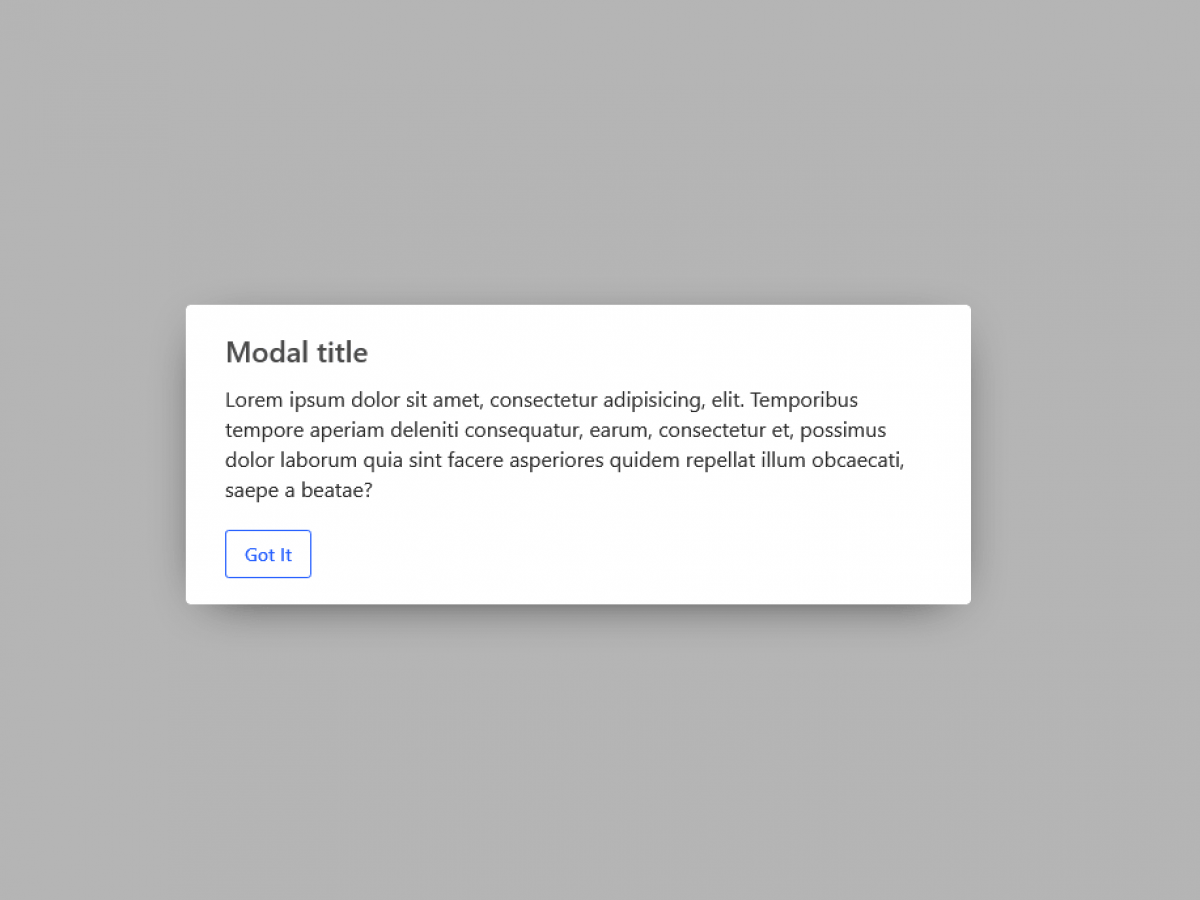 Modal title
Lorem ipsum dolor sit amet, consectetur adipisicing, elit. Temporibus
tempore aperiam deleniti consequatur, earum, consectetur et, possimus
dolor laborum quia sint facere asperiores quidem repellat illum obcaecati,
saepe a beatae?
Got It